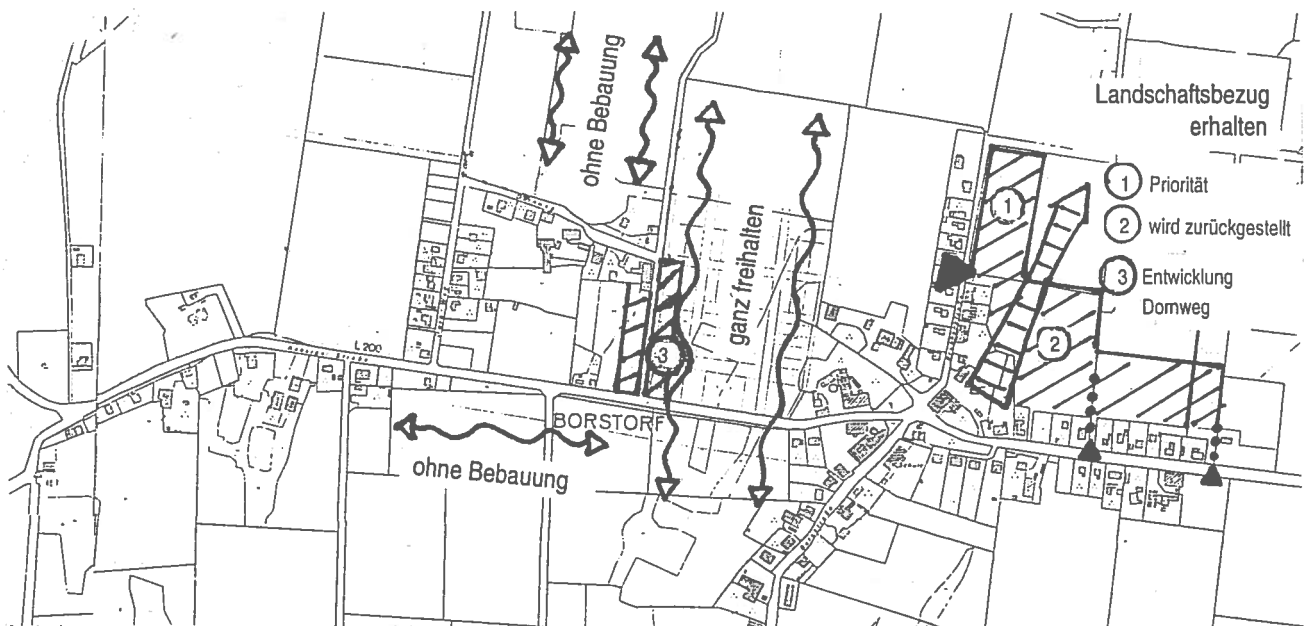 ohne Bebauung
Landschaftsbezug
erhalten
1 Priorität
2 wird zurückgestellt
3 Entwicklung
Dornweg
1
ganz freihalten
2
3
L 200
BORSTORF
ohne Bebauung